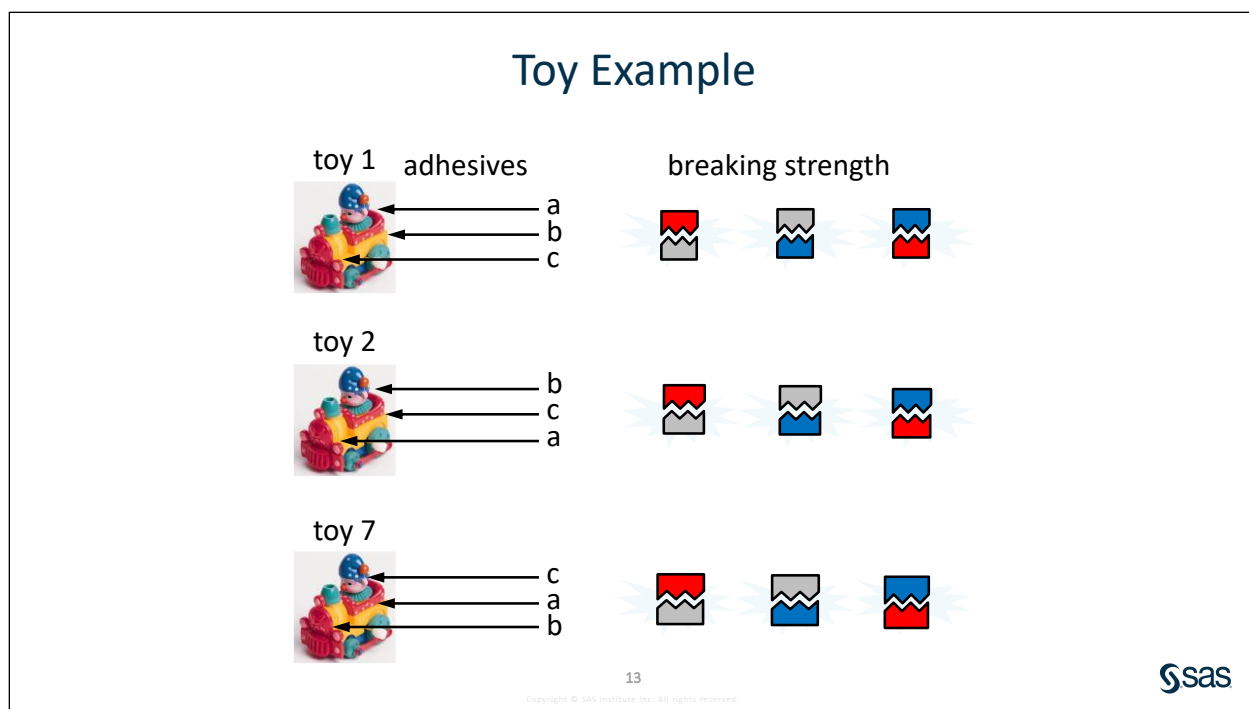 Toy Example
toy 1
adhesives
breaking strength
a
b
c
toy 2
b
c
a
toy 7
c
a
b
13
Copyright © SAS Institute Inc. All rights reserved.
sas